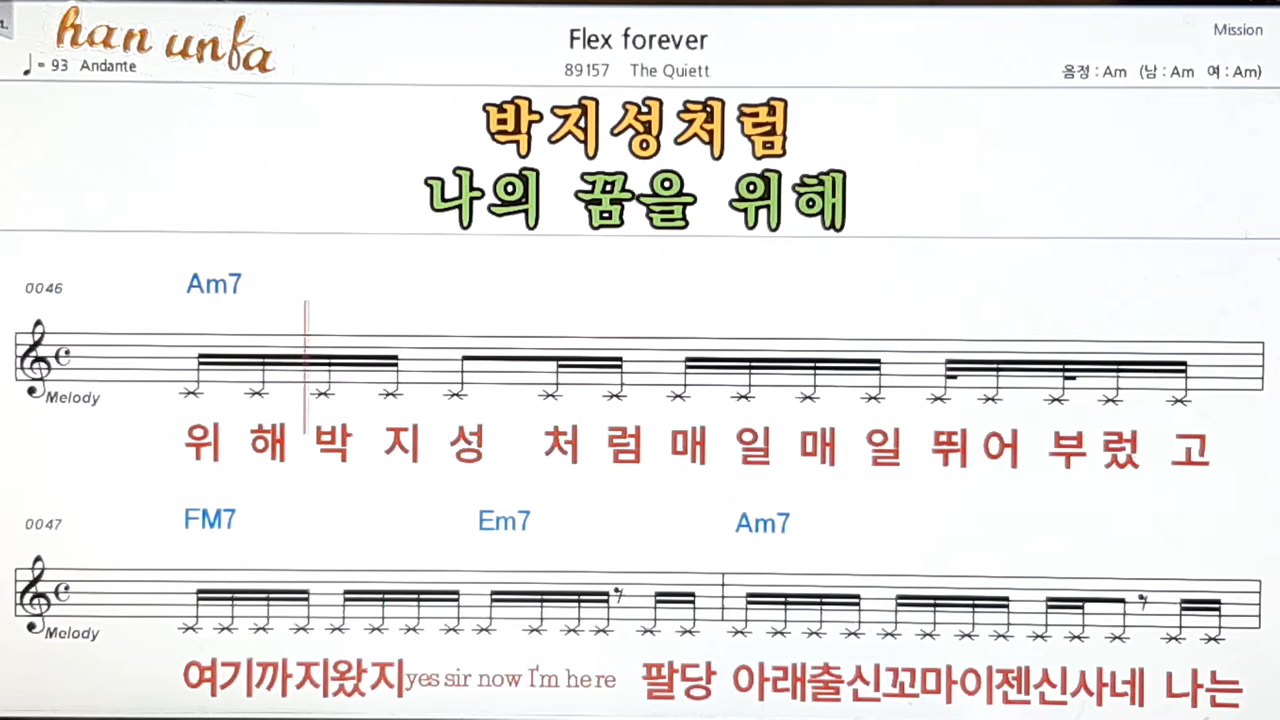 han unfa
Flex forever
Mission
♩= 93 Andante
89157 The Quiett
음정 : Am (남 : Am 여 : Am)
박지성처럼
나의 꿈을 위해
0046
Am7
Melody
위 해 박 지 성 처 럼 매 일 매 일 뛰 어 부 렀 고
0047
FM7 Em7 Am7
Melody
여기까지왔지 yes sir now I'm here 팔당 아래출신꼬마이젠신사네 나는